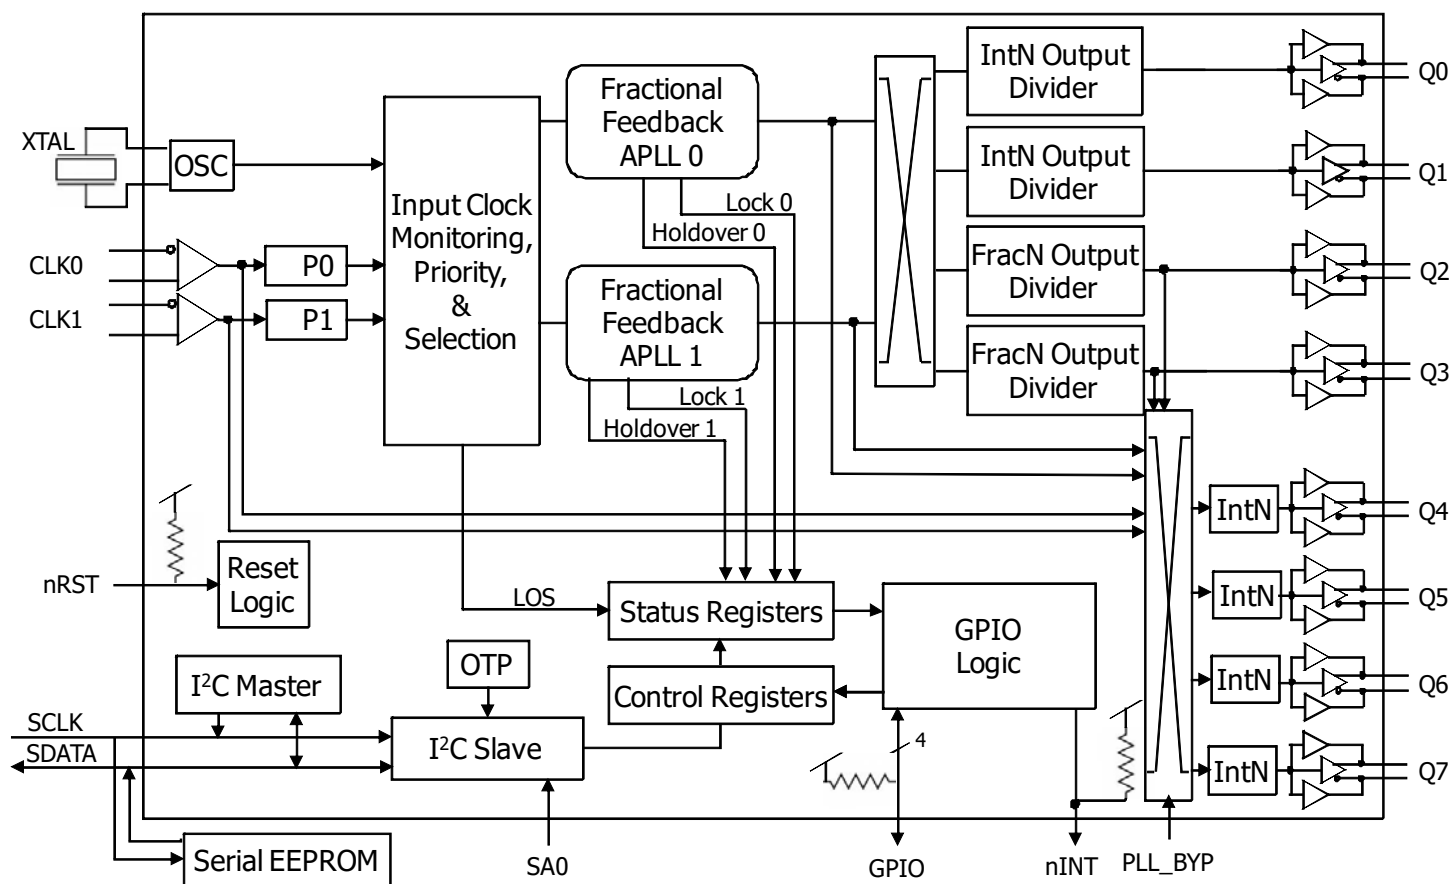 IntN Output
Divider
Q0
Fractional
Feedback
APLL 0
XTAL
OSC
IntN Output
Divider
Q1
Input Clock
Monitoring,
Priority,
&
Selection
Lock 0
Holdover 0
CLK0
P0
FracN Output
Divider
Q2
CLK1
P1
Fractional
Feedback
APLL 1
FracN Output
Divider
Q3
Lock 1
Holdover 1
IntN
Q4
nRST
Reset
Logic
LOS
Status Registers
GPIO
Logic
IntN
Q5
OTP
I²C Master
Control Registers
IntN
Q6
SCLK
SDATA
I²C Slave
4
IntN
Q7
Serial EEPROM
SA0
GPIO
nINT
PLL_BYP